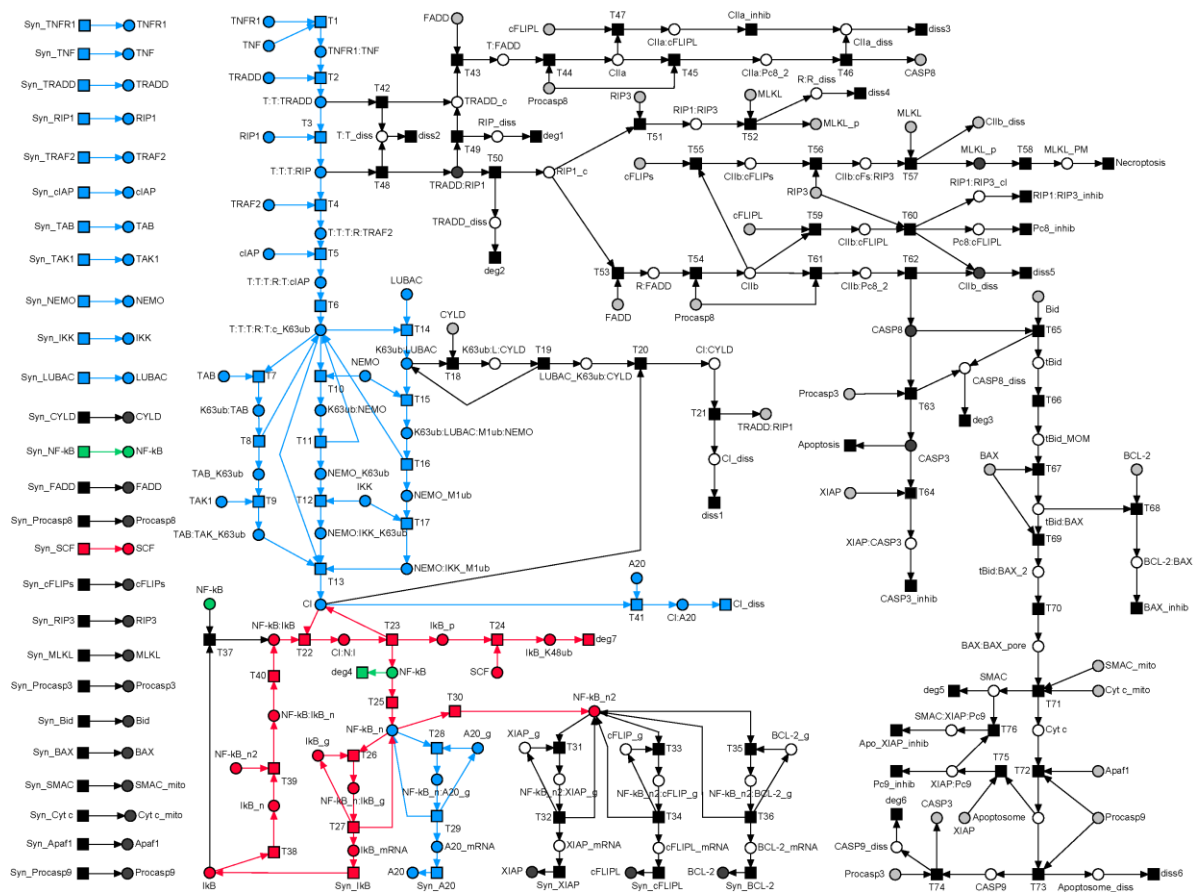 Syn_TNFR1 TNFR1
Syn_TNF TNF
Syn_TRADD TRADD
Syn_RIP1 RIP1
Syn_TRAF2 TRAF2
Syn_cIAP cIAP
Syn_TAB TAB
Syn_TAK1 TAK1
Syn_NEMO NEMO
Syn_IKK IKK
Syn_LUBAC LUBAC
Syn_CYLD CYLD
Syn_NF-kB NF-kB
Syn_FADD FADD
Syn_Procasp8 Procasp8
Syn_SCF SCF
Syn_cFLIPs cFLIPs
Syn_RIP3 RIP3
Syn_MLKL MLKL
Syn_Procasp3 Procasp3
Syn_Bid Bid
Syn_BAX BAX
Syn_SMAC SMAC_mito
Syn_Cyt c Cyt c_mito
Syn_Apaf1 Apaf1
Syn_Procasp9 Procasp9
TNFR1 T1
TNF
TNFR1:TNF
TRADD T2
T:T:TRADD
T3
RIP1
T:T:T:RIP
TRAF2 T4
T:T:T:R:TRAF2
cIAP T5
T:T:T:R:T:cIAP
T6
T:T:T:R:T:c_K63ub
LUBAC
T14
TAB T7
T10
NEMO
K63ub:LUBAC
K63ub:TAB
K63ub:NEMO
T15
T8
T11
K63ub:LUBAC:M1ub:NEMO
T16
TAB_K63ub
NEMO_K63ub
NEMO_M1ub
TAK1 T9
T12
IKK
T17
TAB:TAK_K63ub
NEMO:IKK_K63ub
NEMO:IKK_M1ub
T13
CI
A20
T41
CI:A20
CI_diss
CYLD
T18
K63ub:L:CYLD
T19
LUBAC_K63ub:CYLD
T20
CI:CYLD
T21
TRADD:RIP1
CI_diss
diss1
FADD
T43
T:FADD
T44
Procasp8
cFLIPL
T47
CIIa
CIIa:cFLIPL
CIIa_inhib
diss3
T45
CIIa:Pc8_2
CIIa_diss
T46
CASP8
T42
TRADD_c
T:T_diss
diss2
T49
RIP_diss
deg1
T48
TRADD:RIP1
T50
TRADD_diss
deg2
RIP1_c
RIP3
T51
RIP1:RIP3
MLKL
T52
R:R_diss
diss4
MLKL_p
MLKL
CIIb_diss
cFLIPs
T55
CIIb:cFLIPs
T56
CIIb:cFs:RIP3
T57
MLKL_p
T58
MLKL_PM
Necroptosis
RIP3
cFLIPL
T59
CIIb:cFLIPL
T60
RIP1:RIP3_cl
RIP1:RIP3_inhib
Pc8:cFLIPL
Pc8_inhib
T53
FADD
R:FADD
T54
Procasp8
CIIb
T61
CIIb:Pc8_2
T62
CIIb_diss
diss5
CASP8
Bid
T65
tBid
CASP8_diss
deg3
Procasp3
T63
T66
Apoptosis
CASP3
tBid_MOM
BAX
T67
BCL-2
XIAP
T64
tBid:BAX
T68
T69
XIAP:CASP3
tBid:BAX_2
BCL-2:BAX
CASP3_inhib
T70
BAX_inhib
BAX:BAX_pore
SMAC_mito
SMAC
deg5
Cyt c_mito
T71
SMAC:XIAP:Pc9
T76
Cyt c
Apo_XIAP_inhib
T75
T72
Apaf1
Pc9_inhib
XIAP:Pc9
deg6
CASP3
XIAP
Apoptosome
Procasp9
CASP9_diss
Procasp3
T74
CASP9
T73
Apoptosome_diss
diss6
NF-kB
T37
NF-kB:IkB
T22
CI:N:I
T23
IkB_p
T24
IkB_K48ub
deg7
SCF
deg4
NF-kB
T40
T25
NF-kB:IkB_n
NF-kB_n
T30
NF-kB_n2
NF-kB_n2
T39
IkB_g
T26
T28
A20_g
IkB_n
NF-kB_n:IkB_g
NF-kB_n:A20_g
T27
T29
T38
IkB_mRNA
A20_mRNA
IkB
Syn_IkB
A20
Syn_A20
XIAP_g
T31
NF-kB_n2:XIAP_g
T32
XIAP_mRNA
XIAP
Syn_XIAP
cFLIP_g
T33
NF-kB_n2:cFLIP_g
T34
cFLIPL_mRNA
cFLIPL
Syn_cFLIPL
T35
BCL-2_g
NF-kB_n2:BCL-2_g
T36
BCL-2_mRNA
BCL-2
Syn_BCL-2